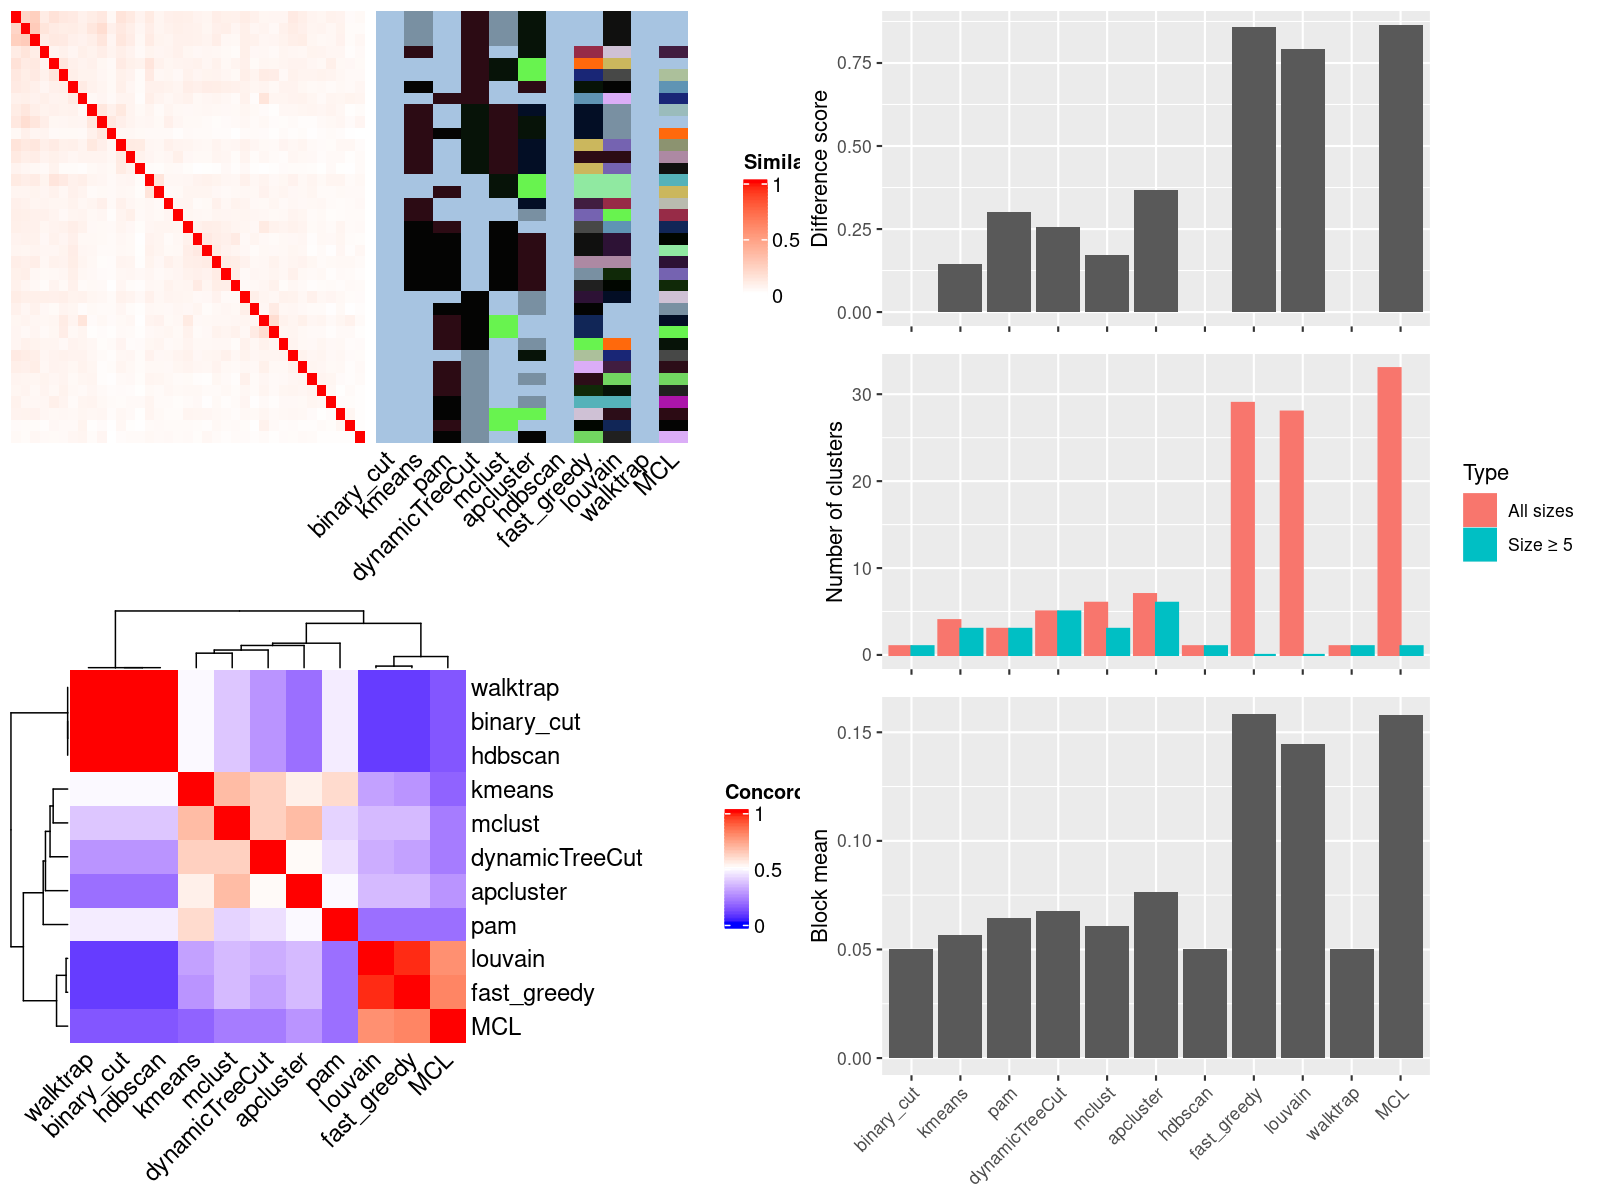 Simila
1
0.5
0
binary_cut
kmeans
pam
dynamicTreeCut
mclust
apcluster
hdbscan
fast_greedy
louvain
walktrap
MCL
walktrap
binary_cut
hdbscan
kmeans
mclust
dynamicTreeCut
apcluster
pam
louvain
fast_greedy
MCL
walktrap
binary_cut
hdbscan
kmeans
mclust
dynamicTreeCut
apcluster
pam
louvain
fast_greedy
MCL
Concord
1
0.5
0
Difference score
0.75
0.50
0.25
0.00
Number of clusters
30
20
10
0
Type
All sizes
Size ≥ 5
Block mean
0.15
0.10
0.05
0.00
binary_cut
kmeans
pam
dynamicTreeCut
mclust
apcluster
hdbscan
fast_greedy
louvain
walktrap
MCL